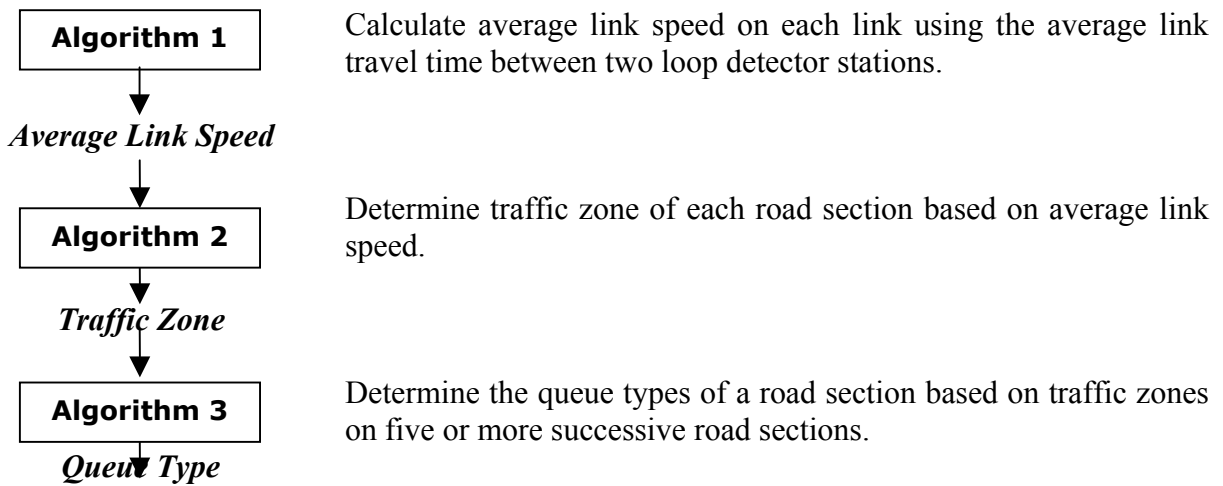 Algorithm 1
Calculate average link speed on each link using the average link
travel time between two loop detector stations.
Average Link Speed
Algorithm 2
Determine traffic zone of each road section based on average link
speed.
Traffic Zone
Algorithm 3
Determine the queue types of a road section based on traffic zones
on five or more successive road sections.
Queue Type